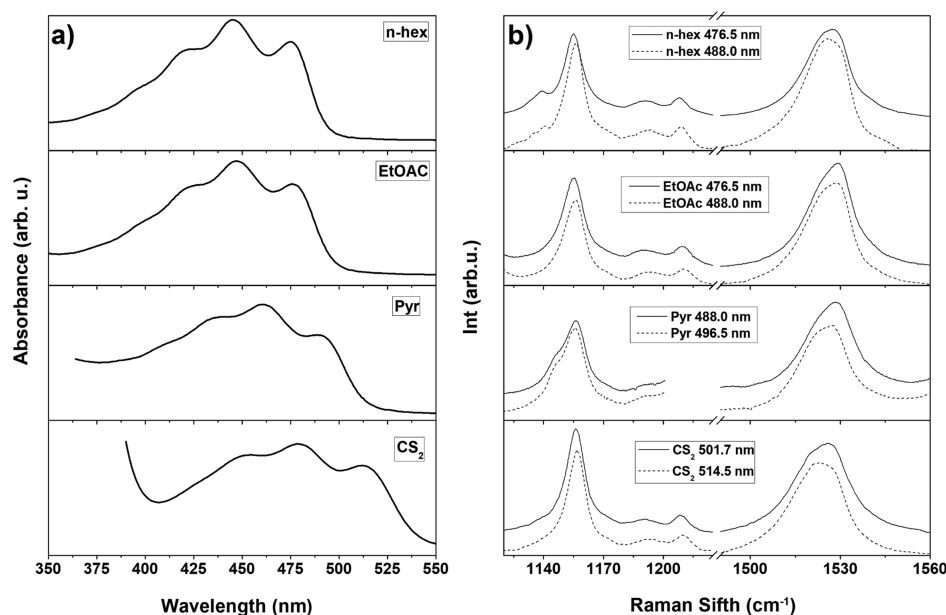 a)
n-hex
EtOAC
Pyr
CS₂
Absorbance (arb. u.)
350 375 400 425 450 475 500 525 550
Wavelength (nm)
b)
n-hex 476.5 nm
n-hex 488.0 nm
EtOAc 476.5 nm
EtOAc 488.0 nm
Pyr 488.0 nm
Pyr 496.5 nm
CS₂ 501.7 nm
CS₂ 514.5 nm
Int (arb.u.)
1140 1170 1200 1500 1530 1560
Raman Sifth (cm⁻¹)